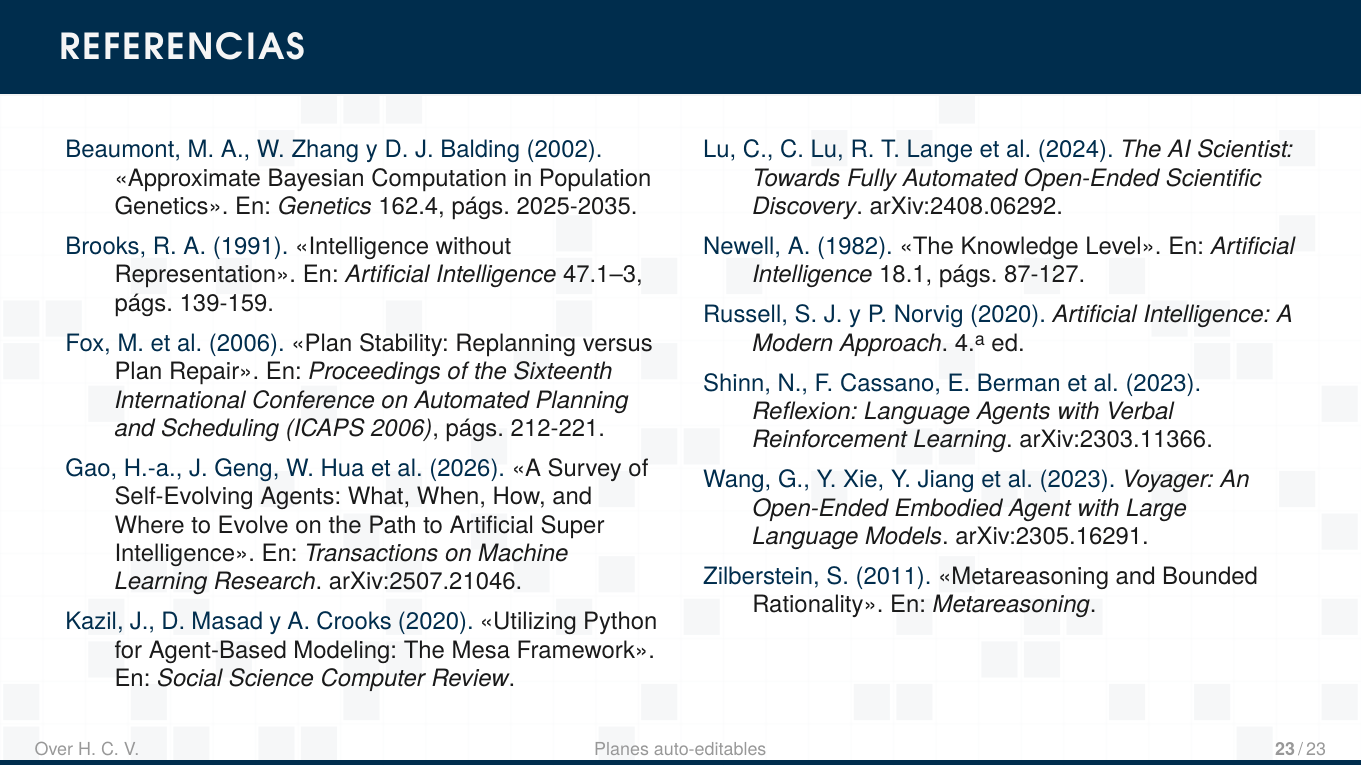 REFERENCIAS
Beaumont, M. A., W. Zhang y D. J. Balding (2002).
«Approximate Bayesian Computation in Population
Genetics». En: Genetics 162.4, págs. 2025-2035.
Brooks, R. A. (1991). «Intelligence without
Representation». En: Artificial Intelligence 47.1–3,
págs. 139-159.
Fox, M. et al. (2006). «Plan Stability: Replanning versus
Plan Repair». En: Proceedings of the Sixteenth
International Conference on Automated Planning
and Scheduling (ICAPS 2006), págs. 212-221.
Gao, H.-a., J. Geng, W. Hua et al. (2026). «A Survey of
Self-Evolving Agents: What, When, How, and
Where to Evolve on the Path to Artificial Super
Intelligence». En: Transactions on Machine
Learning Research. arXiv:2507.21046.
Kazil, J., D. Masad y A. Crooks (2020). «Utilizing Python
for Agent-Based Modeling: The Mesa Framework».
En: Social Science Computer Review.
Lu, C., C. Lu, R. T. Lange et al. (2024). The AI Scientist:
Towards Fully Automated Open-Ended Scientific
Discovery. arXiv:2408.06292.
Newell, A. (1982). «The Knowledge Level». En: Artificial
Intelligence 18.1, págs. 87-127.
Russell, S. J. y P. Norvig (2020). Artificial Intelligence: A
Modern Approach. 4.ª ed.
Shinn, N., F. Cassano, E. Berman et al. (2023).
Reflexion: Language Agents with Verbal
Reinforcement Learning. arXiv:2303.11366.
Wang, G., Y. Xie, Y. Jiang et al. (2023). Voyager: An
Open-Ended Embodied Agent with Large
Language Models. arXiv:2305.16291.
Zilberstein, S. (2011). «Metareasoning and Bounded
Rationality». En: Metareasoning.
Over H. C. V.
Planes auto-editables
23 / 23